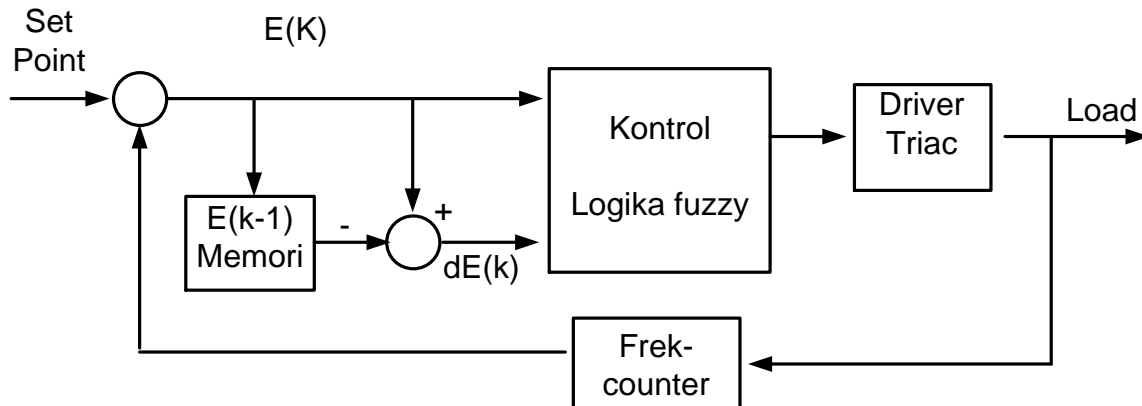 Set
Point
E(K)
Kontrol
Logika fuzzy
Driver
Triac
Load
E(k-1)
Memori
-
+
dE(k)
Frek-
counter